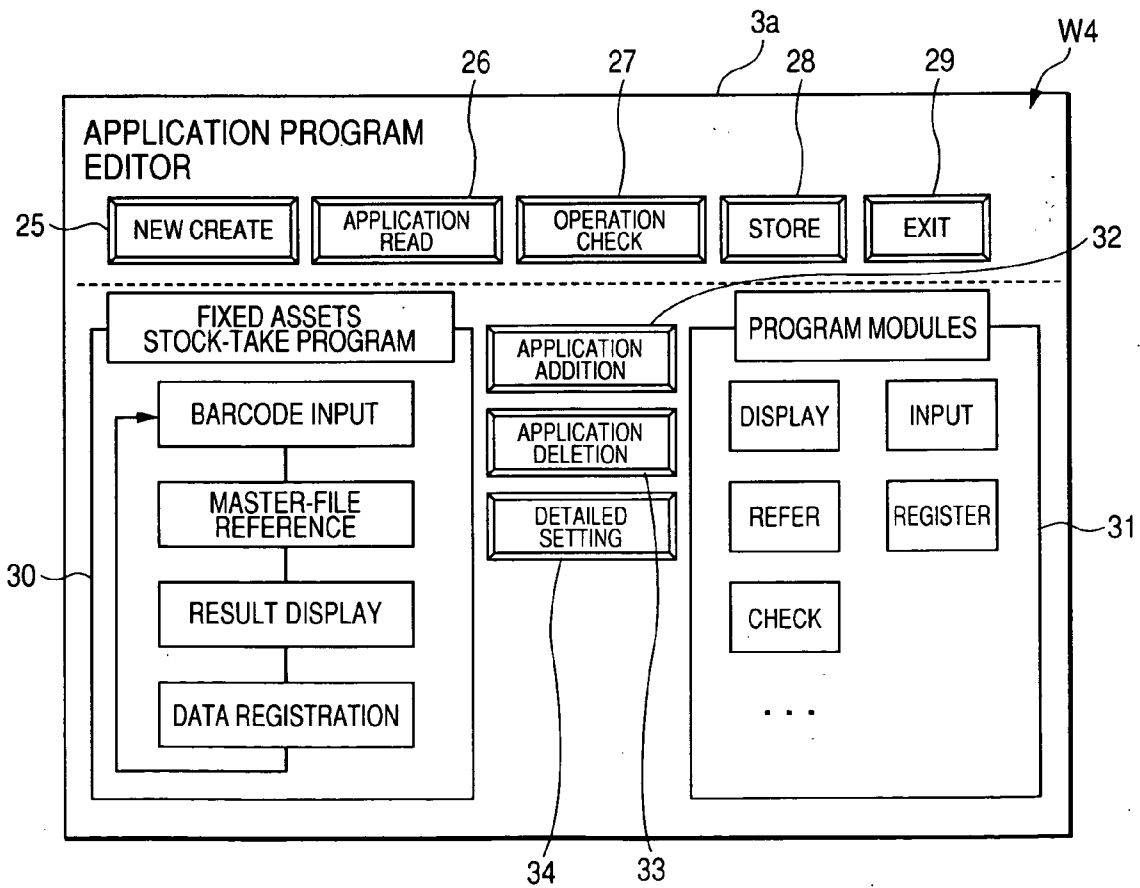 3a
W4
26
27
28
29
APPLICATION PROGRAM
EDITOR
25
NEW CREATE
APPLICATION
READ
OPERATION
CHECK
STORE
EXIT
32
FIXED ASSETS
STOCK-TAKE PROGRAM
BARCODE INPUT
MASTER-FILE
REFERENCE
RESULT DISPLAY
DATA REGISTRATION
30
APPLICATION
ADDITION
APPLICATION
DELETION
DETAILED
SETTING
PROGRAM MODULES
DISPLAY
INPUT
REFER
REGISTER
CHECK
. . .
31
34
33